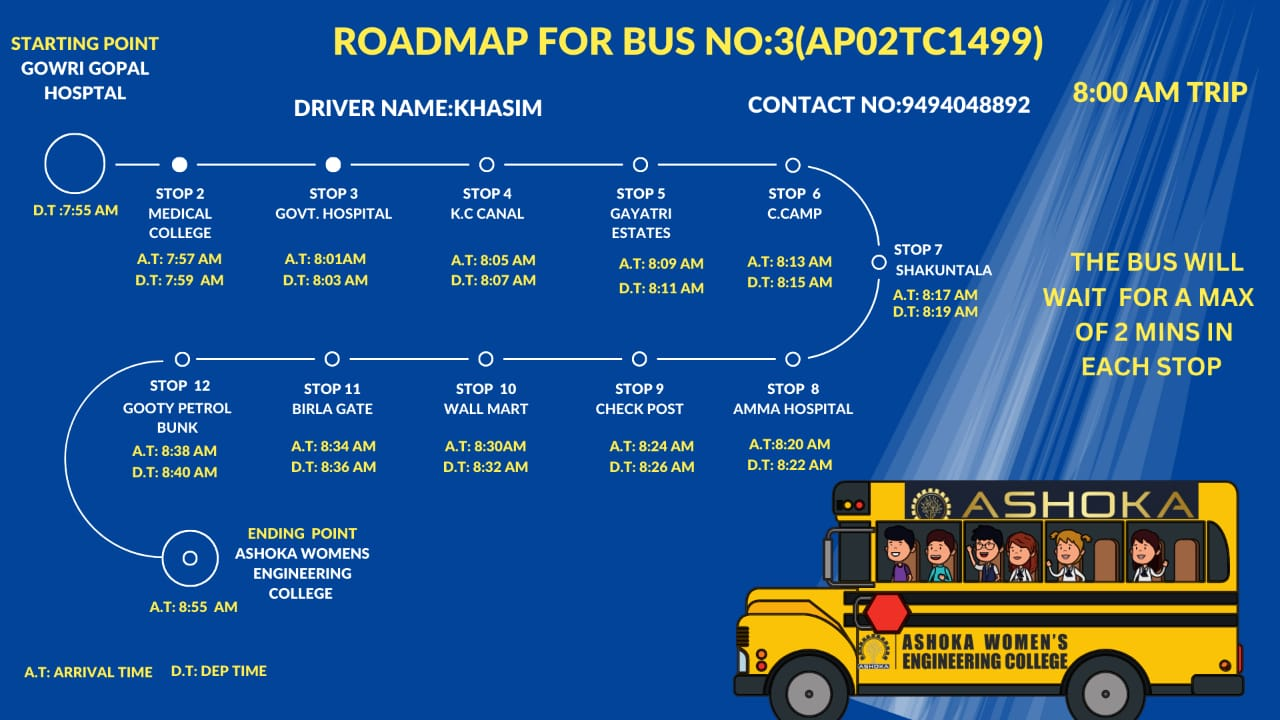 STARTING POINT
GOWRI GOPAL
HOSPTAL
ROADMAP FOR BUS NO:3(AP02TC1499)
DRIVER NAME:KHASIM
CONTACT NO:9494048892
8:00 AM TRIP
D.T :7:55 AM
STOP 2
MEDICAL
COLLEGE
A.T: 7:57 AM
D.T: 7:59 AM
STOP 3
GOVT. HOSPITAL
A.T: 8:01AM
D.T: 8:03 AM
STOP 4
K.C CANAL
A.T: 8:05 AM
D.T: 8:07 AM
STOP 5
GAYATRI
ESTATES
A.T: 8:09 AM
D.T: 8:11 AM
STOP 6
C.CAMP
A.T: 8:13 AM
D.T: 8:15 AM
STOP 7
SHAKUNTALA
A.T: 8:17 AM
D.T: 8:19 AM
THE BUS WILL
WAIT FOR A MAX
OF 2 MINS IN
EACH STOP
STOP 12
GOOTY PETROL
BUNK
A.T: 8:38 AM
D.T: 8:40 AM
STOP 11
BIRLA GATE
A.T: 8:34 AM
D.T: 8:36 AM
STOP 10
WALL MART
A.T: 8:30AM
D.T: 8:32 AM
STOP 9
CHECK POST
A.T: 8:24 AM
D.T: 8:26 AM
STOP 8
AMMA HOSPITAL
A.T:8:20 AM
D.T: 8:22 AM
ENDING POINT
ASHOKA WOMENS
ENGINEERING
COLLEGE
A.T: 8:55 AM
A.T: ARRIVAL TIME D.T: DEP TIME
ASHOKA
ASHOKA WOMEN'S
ENGINEERING COLLEGE
ASHOKA